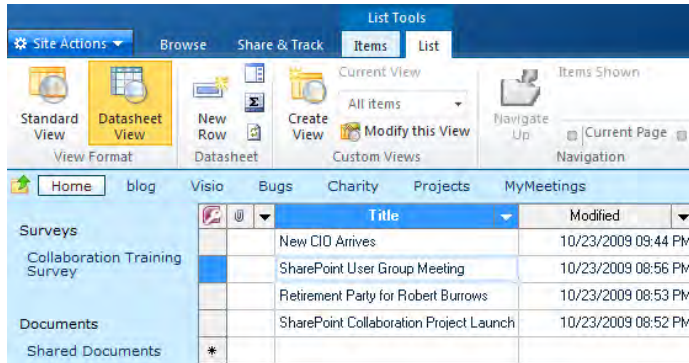 List Tools
Site Actions Browse Share & Track Items List
Standard View
Datasheet View
View Format
New Row
Datasheet
Create View
Current View
All items
Modify this View
Custom Views
Navigate Up
Items Shown
Current Page
Navigation
Home blog Visio Bugs Charity Projects MyMeetings
Surveys
Collaboration Training
Survey
Documents
Shared Documents
Title Modified
New CIO Arrives 10/23/2009 09:44 PM
SharePoint User Group Meeting 10/23/2009 08:56 PM
Retirement Party for Robert Burrows 10/23/2009 08:53 PM
SharePoint Collaboration Project Launch 10/23/2009 08:52 PM
*